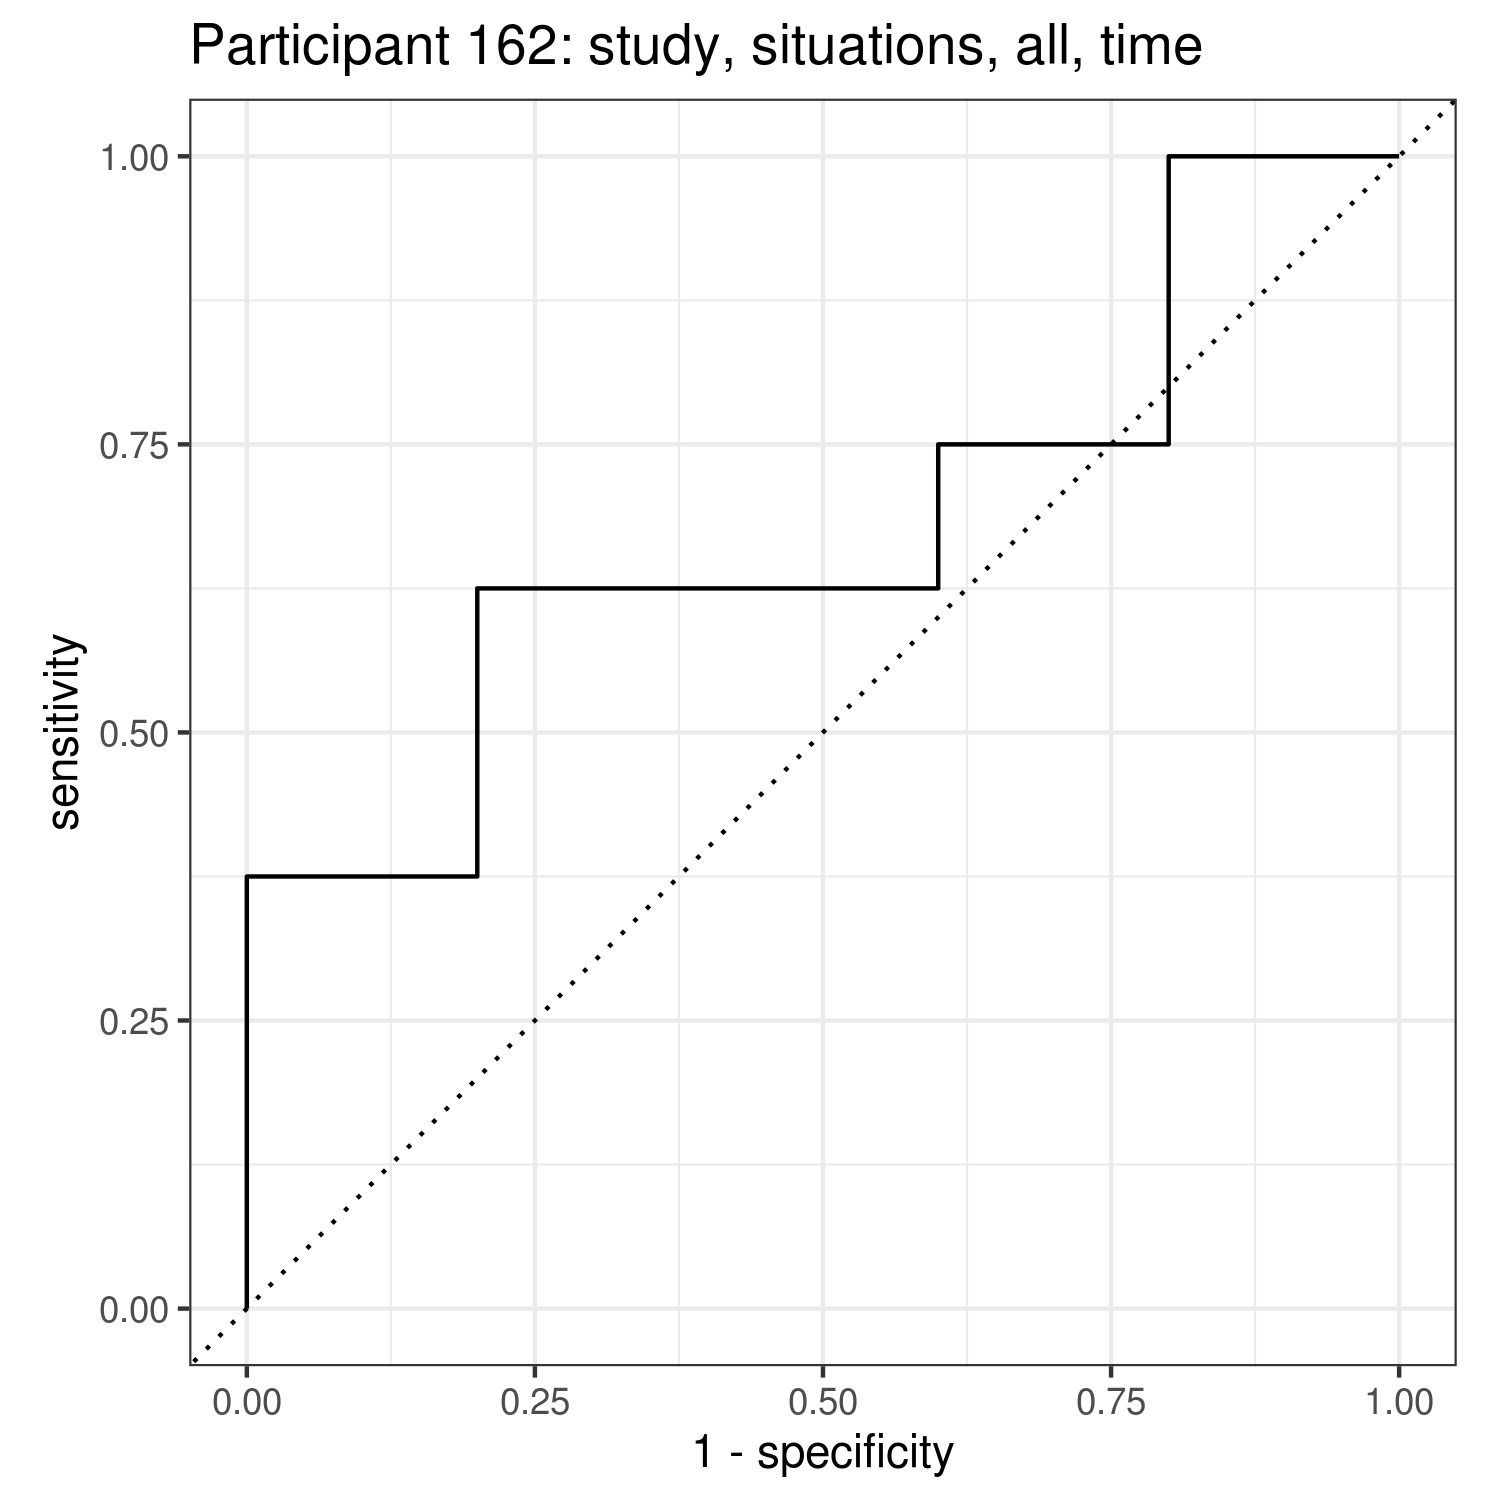 Participant 162: study, situations, all, time
1.00
0.75
0.50
0.25
0.00
sensitivity
0.00 0.25 0.50 0.75 1.00
1 - specificity